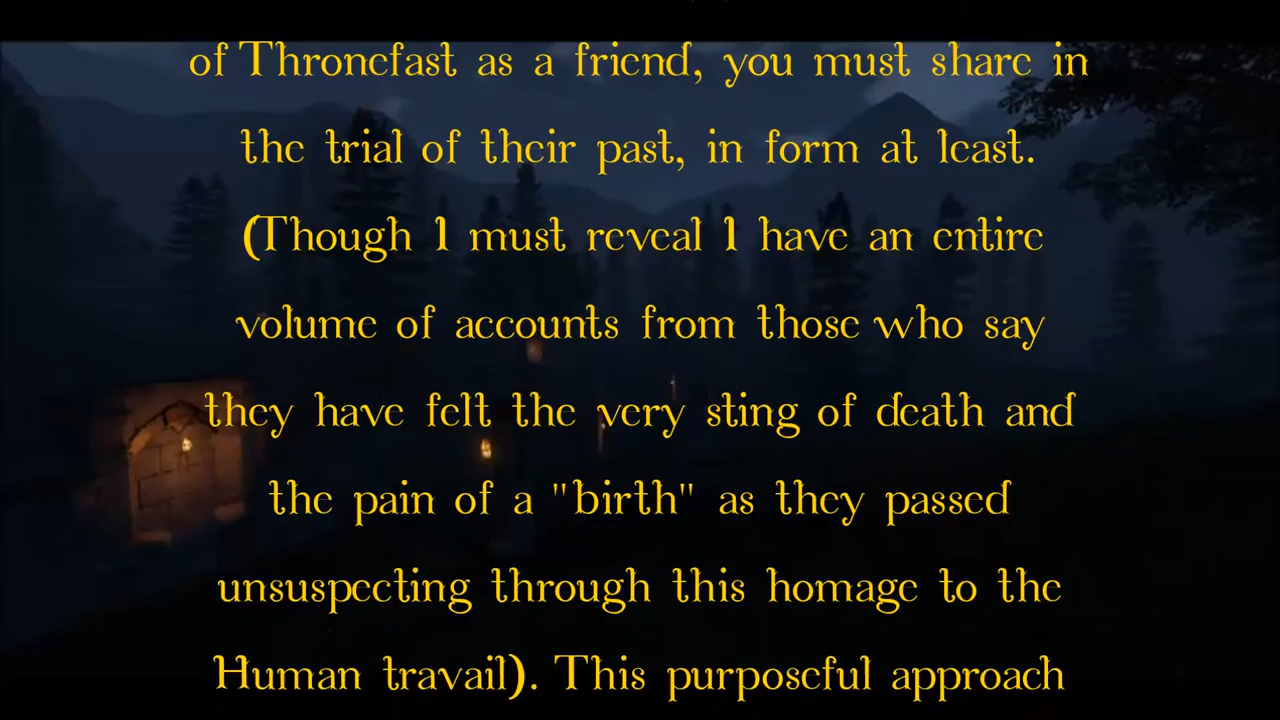 of Thronefast as a friend, you must share in
the trial of their past, in form at least.
(Though I must reveal I have an entire
volume of accounts from those who say
they have felt the very sting of death and
the pain of a "birth" as they passed
unsuspecting through this homage to the
Human travail). This purposeful approach